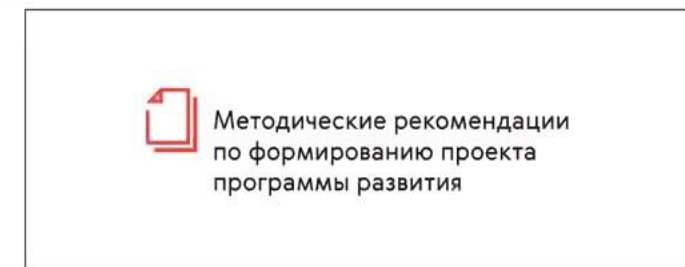 Методические рекомендации
по формированию проекта
программы развития